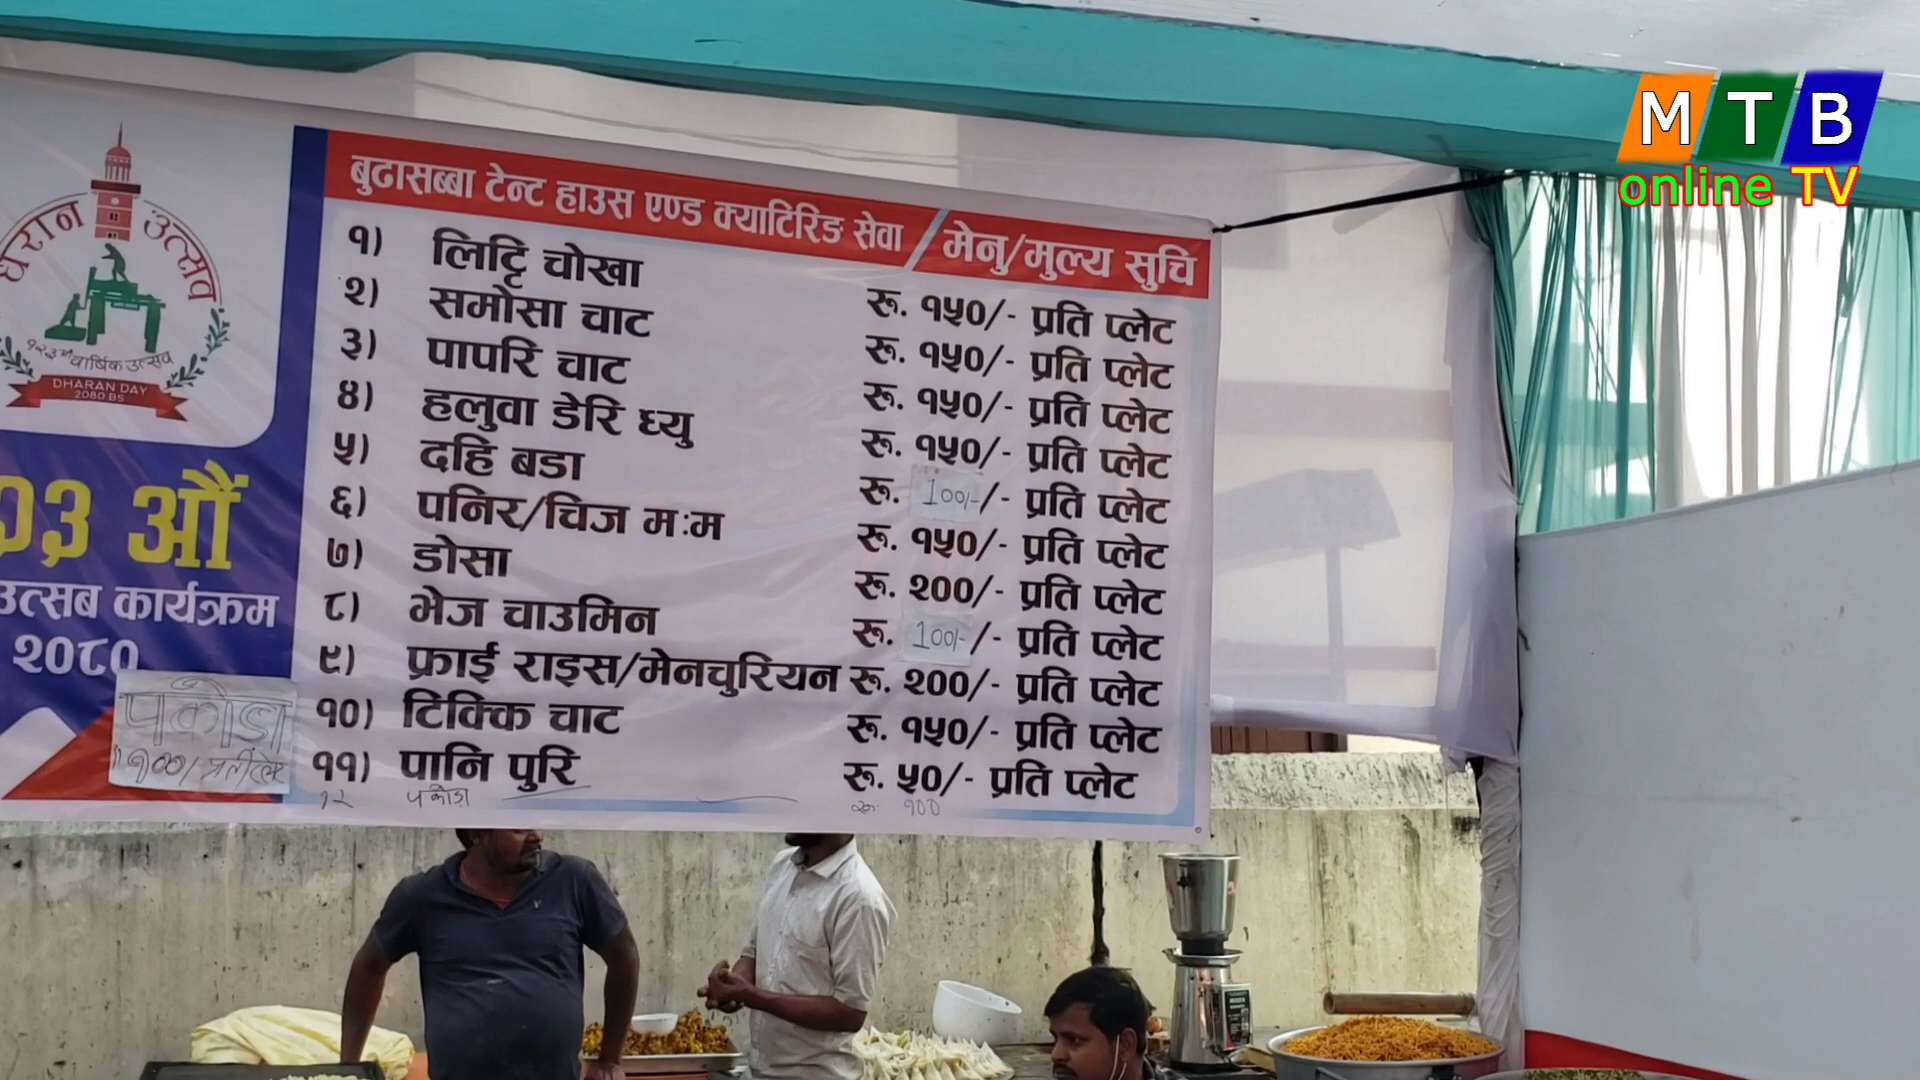 MTB
online TV
धरान उत्सव
१२३औं वार्षिक उत्सव
DHARAN DAY
2080 BS
२३ औं
उत्सब कार्यक्रम
२०८०
पकौडा
१००/ प्रतिप्लेट
बुढासब्बा टेन्ट हाउस एण्ड क्याटिरिङ सेवा / मेनु/मुल्य सुचि
१) लिट्टि चोखा रू. १५०/- प्रति प्लेट
२) समोसा चाट रू. १५०/- प्रति प्लेट
३) पापरि चाट रू. १५०/- प्रति प्लेट
४) हलुवा डेरि ध्यु रू. १५०/- प्रति प्लेट
५) दहि बडा रू. 100/-/- प्रति प्लेट
६) पनिर/चिज म:म रू. १५०/- प्रति प्लेट
७) डोसा रू. २००/- प्रति प्लेट
८) भेज चाउमिन रू. 100/-/- प्रति प्लेट
९) फ्राई राइस/मेनचुरियन रू. २००/- प्रति प्लेट
१०) टिक्कि चाट रू. १५०/- प्रति प्लेट
११) पानि पुरि रू. ५०/- प्रति प्लेट
१२ पकोडा रू. १००